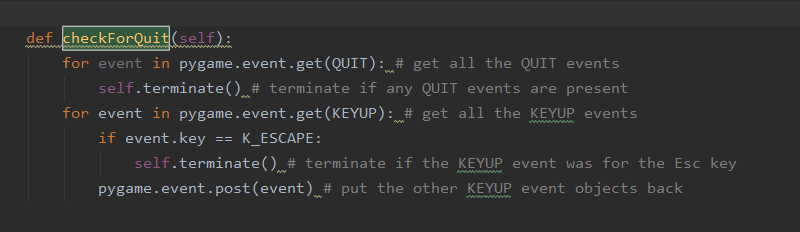 def checkForQuit(self):
    for event in pygame.event.get(QUIT): # get all the QUIT events
        self.terminate() # terminate if any QUIT events are present
    for event in pygame.event.get(KEYUP): # get all the KEYUP events
        if event.key == K_ESCAPE:
            self.terminate() # terminate if the KEYUP event was for the Esc key
        pygame.event.post(event) # put the other KEYUP event objects back